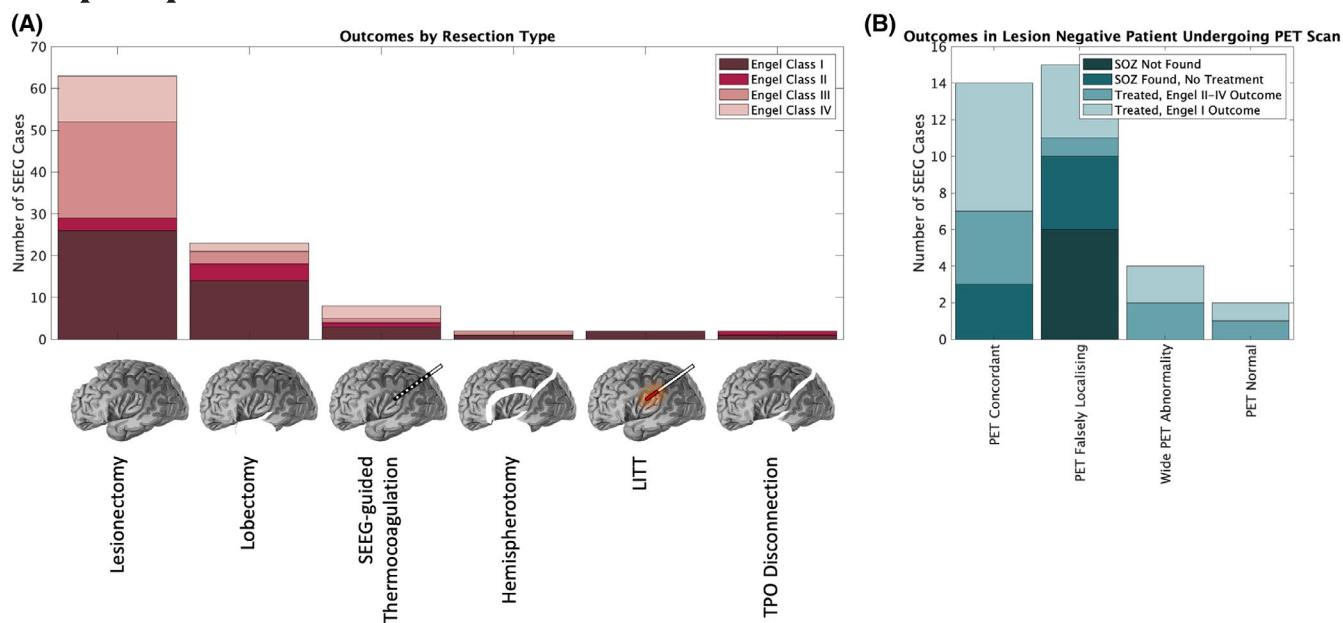 (A)
Outcomes by Resection Type
70
60
50
40
30
20
10
0
Number of SEEG Cases
Engel Class I
Engel Class II
Engel Class III
Engel Class IV
Lesionectomy
Lobectomy
SEEG-guided
Thermocoagulation
Hemispherotomy
LITT
TPO Disconnection
(B)
Outcomes in Lesion Negative Patient Undergoing PET Scan
16
14
12
10
8
6
4
2
0
Number of SEEG Cases
SOZ Not Found
SOZ Found, No Treatment
Treated, Engel II-IV Outcome
Treated, Engel I Outcome
PET Concordant
PET Falsely Localising
Wide PET Abnormality
PET Normal